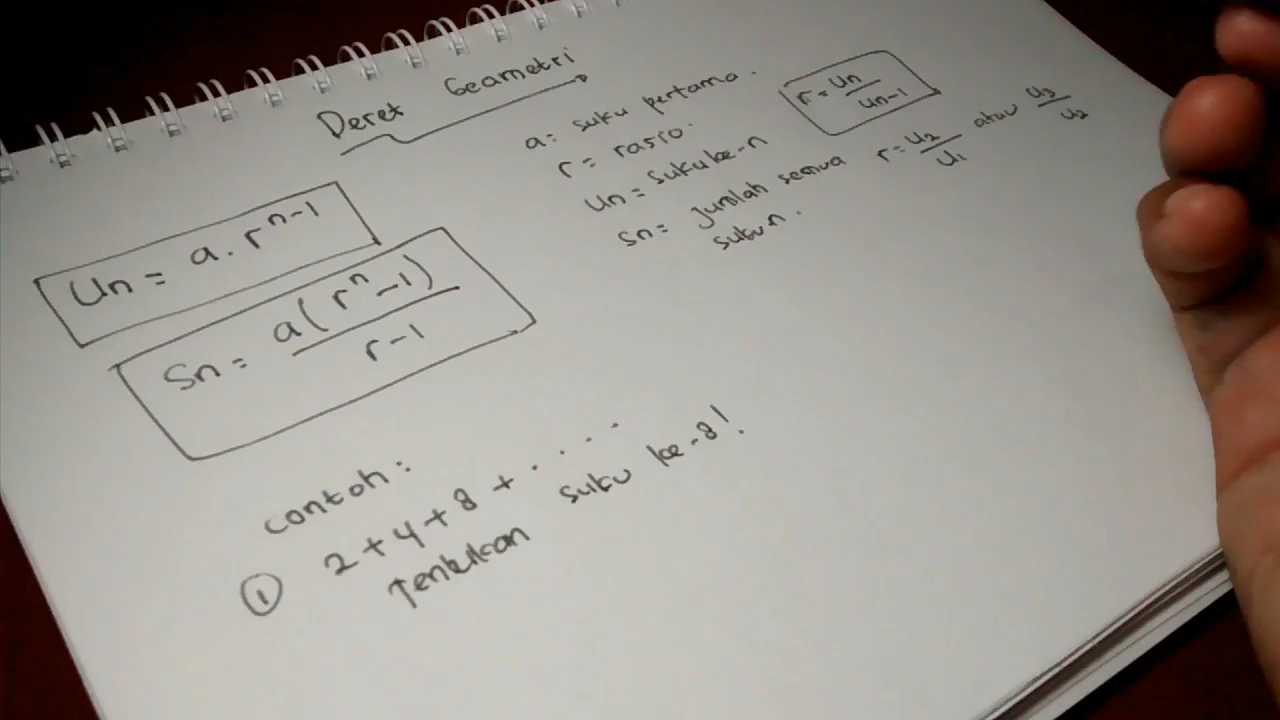 Deret Geametri
Un = a . r^n-1
Sn = a(r^n-1)
r-1
a= suku pertama.
r= rasio.
Un= suku ke-n
Sn= Jumlah semua
suku n.
r= Un
Un-1
r= U2 atau U3
U1 U2
contoh :
① 2+4+8+.....
Tentukan suku ke-8!